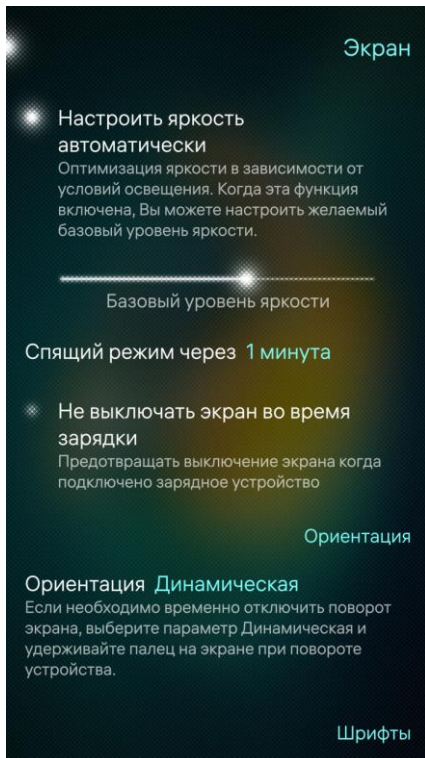 Экран
Настроить яркость
автоматически
Оптимизация яркости в зависимости от
условий освещения. Когда эта функция
включена, Вы можете настроить желаемый
базовый уровень яркости.
Базовый уровень яркости
Спящий режим через 1 минута
Не выключать экран во время
зарядки
Предотвращать выключение экрана когда
подключено зарядное устройство
Ориентация
Ориентация Динамическая
Если необходимо временно отключить поворот
экрана, выберите параметр Динамическая и
удерживайте палец на экране при повороте
устройства.
Шрифты